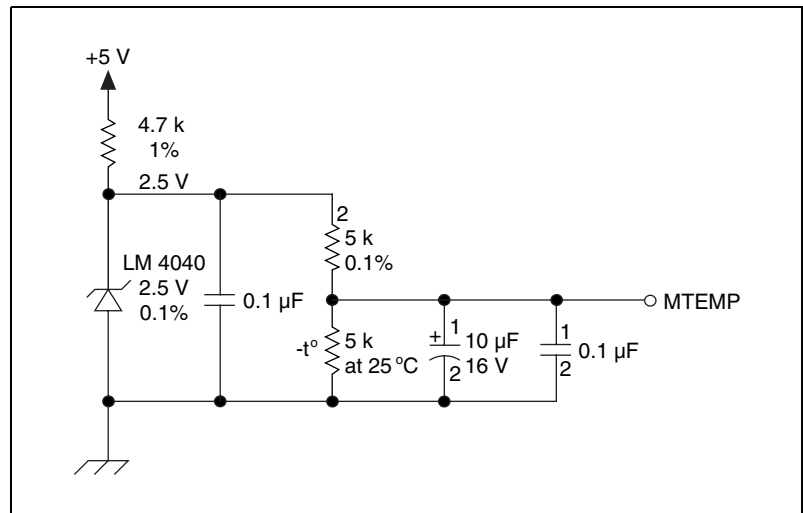 +5 V
4.7 k
1%
2.5 V
2
5 k
0.1%
LM 4040
2.5 V
0.1%
0.1 µF
MTEMP
-t°
5 k
at 25 °C
+
1
10 µF
2
16 V
1
0.1 µF
2